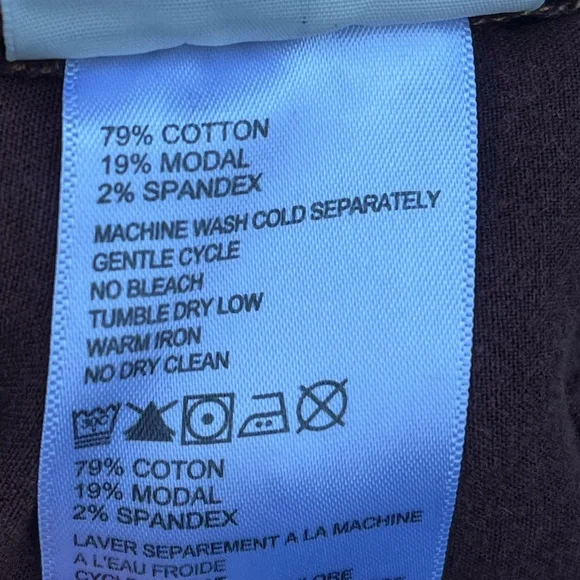 79% COTTON
19% MODAL
2% SPANDEX
MACHINE WASH COLD SEPARATELY
GENTLE CYCLE
NO BLEACH
TUMBLE DRY LOW
WARM IRON
NO DRY CLEAN
30C
79% COTON
19% MODAL
2% SPANDEX
LAVER SEPAREMENT A LA MACHINE
A L'EAU FROIDE